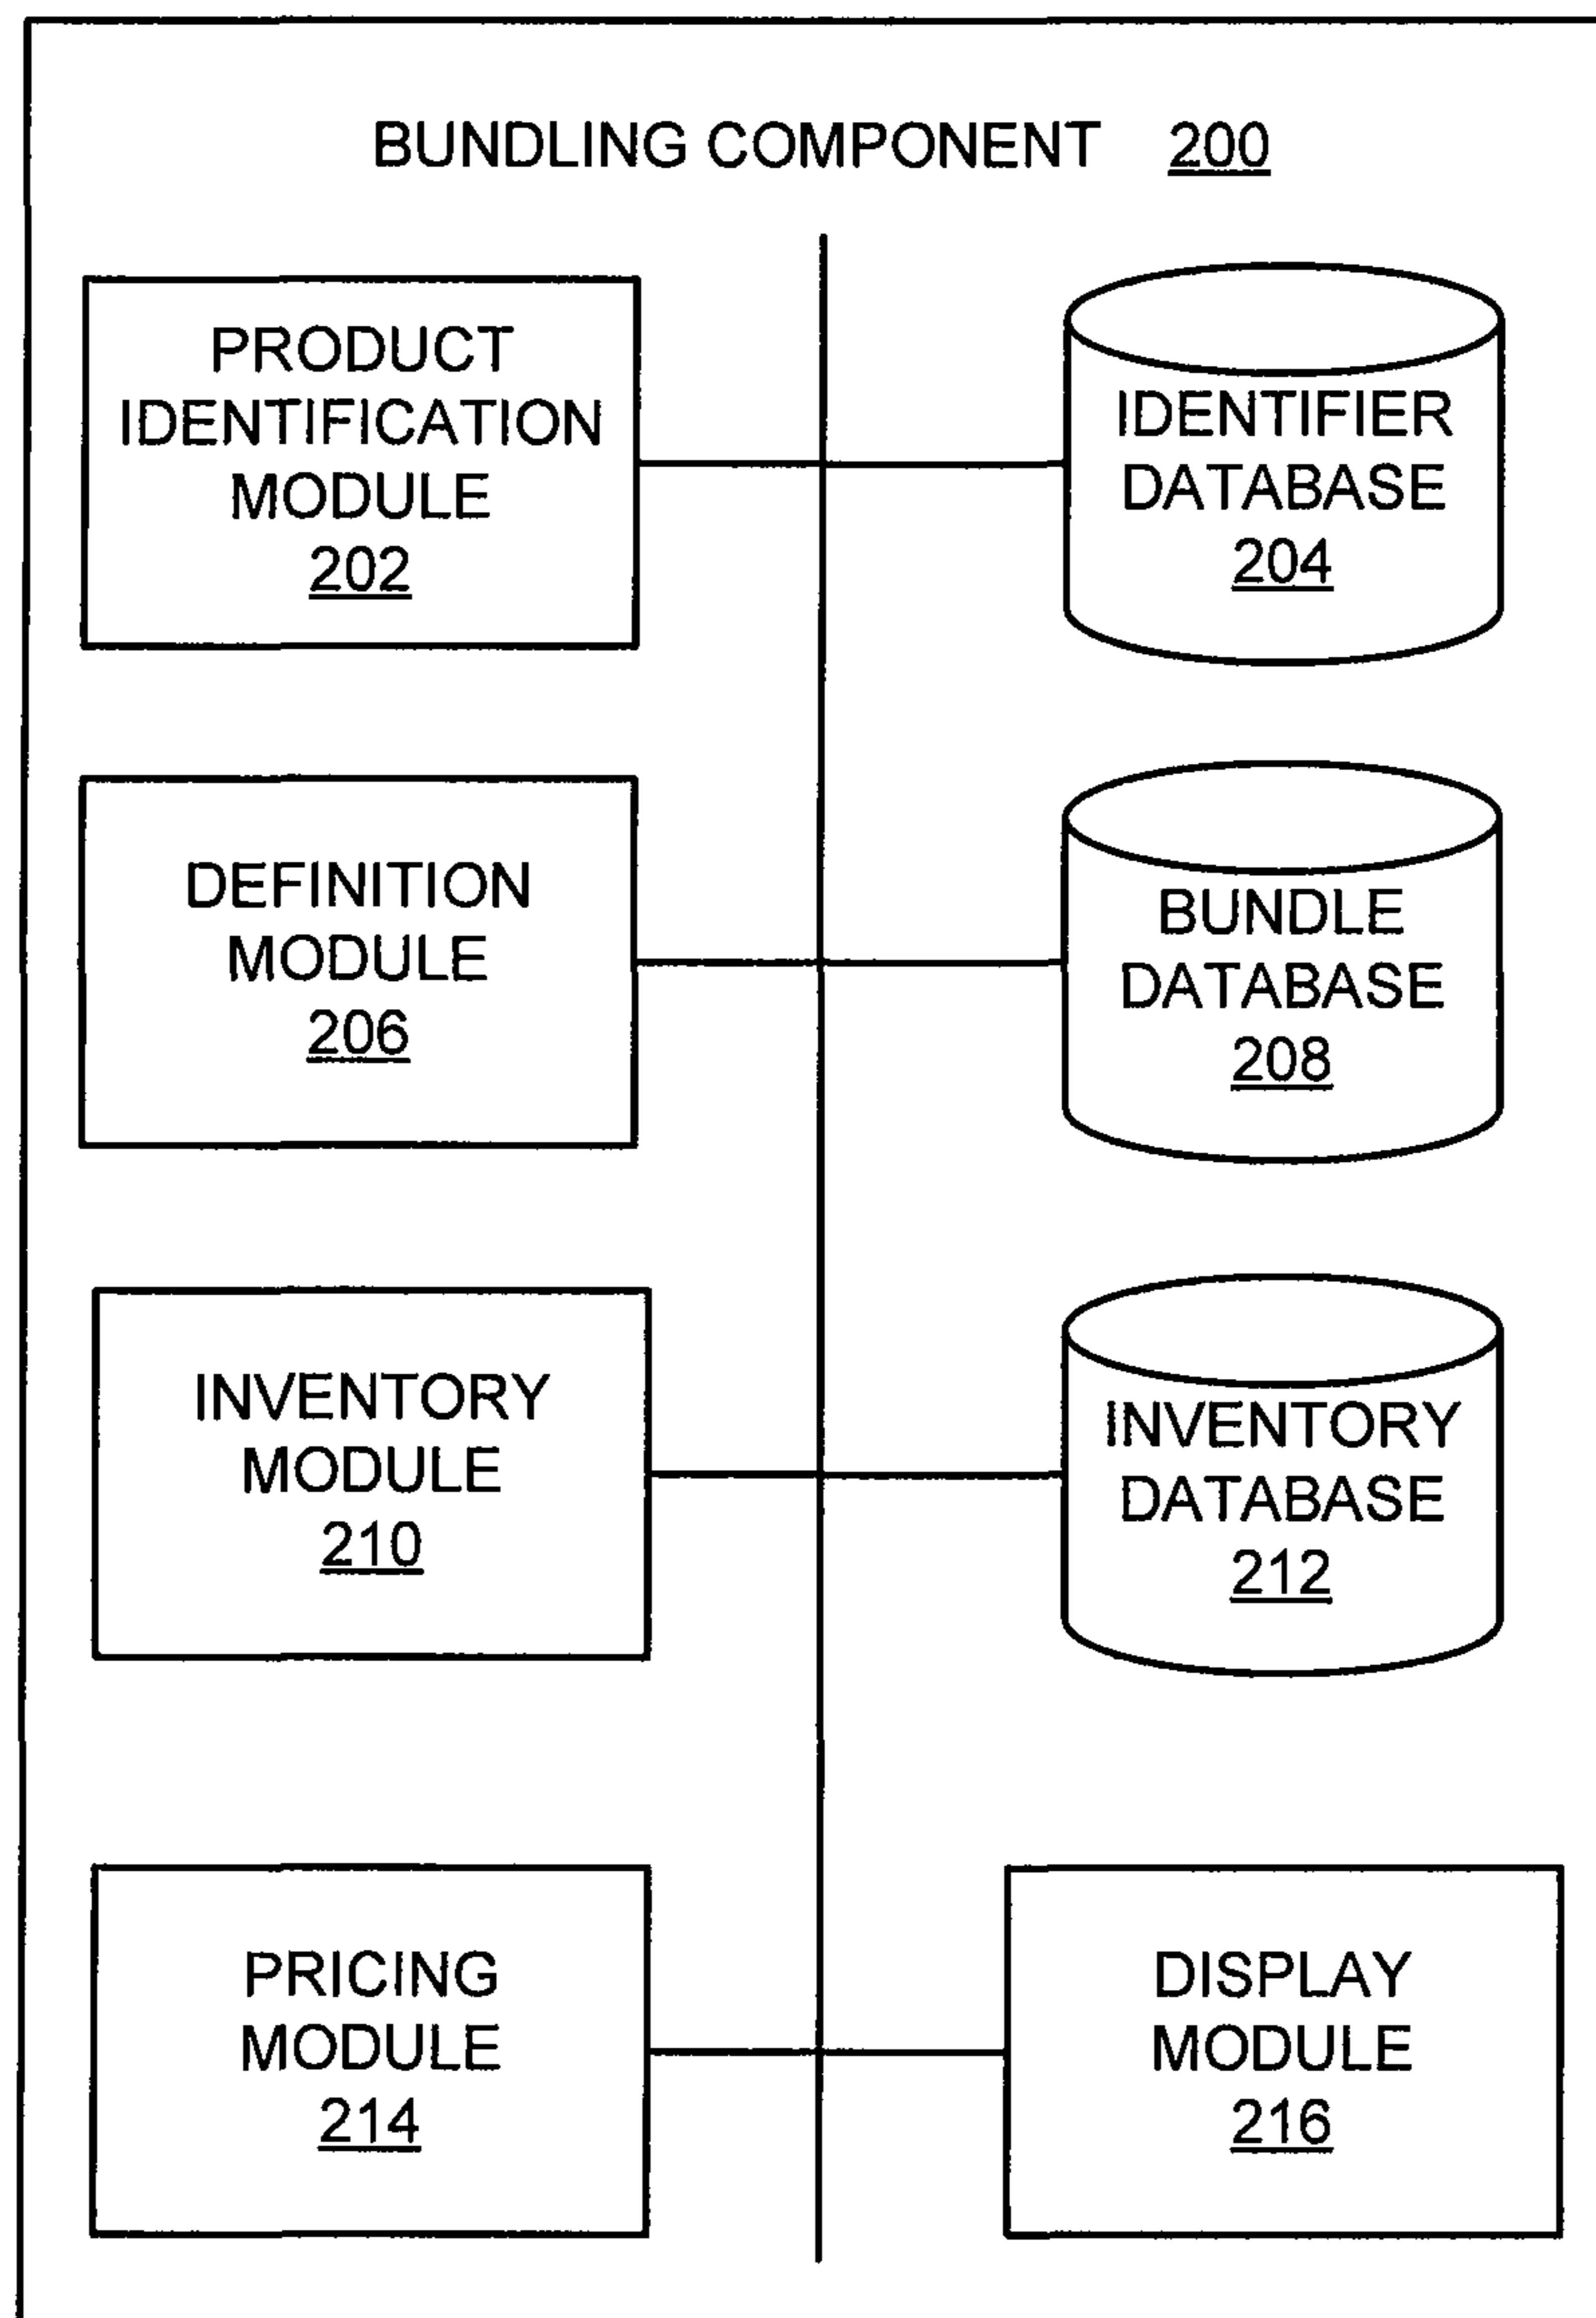 BUNDLING COMPONENT 200
PRODUCT
IDENTIFICATION
MODULE
202
IDENTIFIER
DATABASE
204
DEFINITION
MODULE
206
BUNDLE
DATABASE
208
INVENTORY
MODULE
210
INVENTORY
DATABASE
212
PRICING
MODULE
214
DISPLAY
MODULE
216